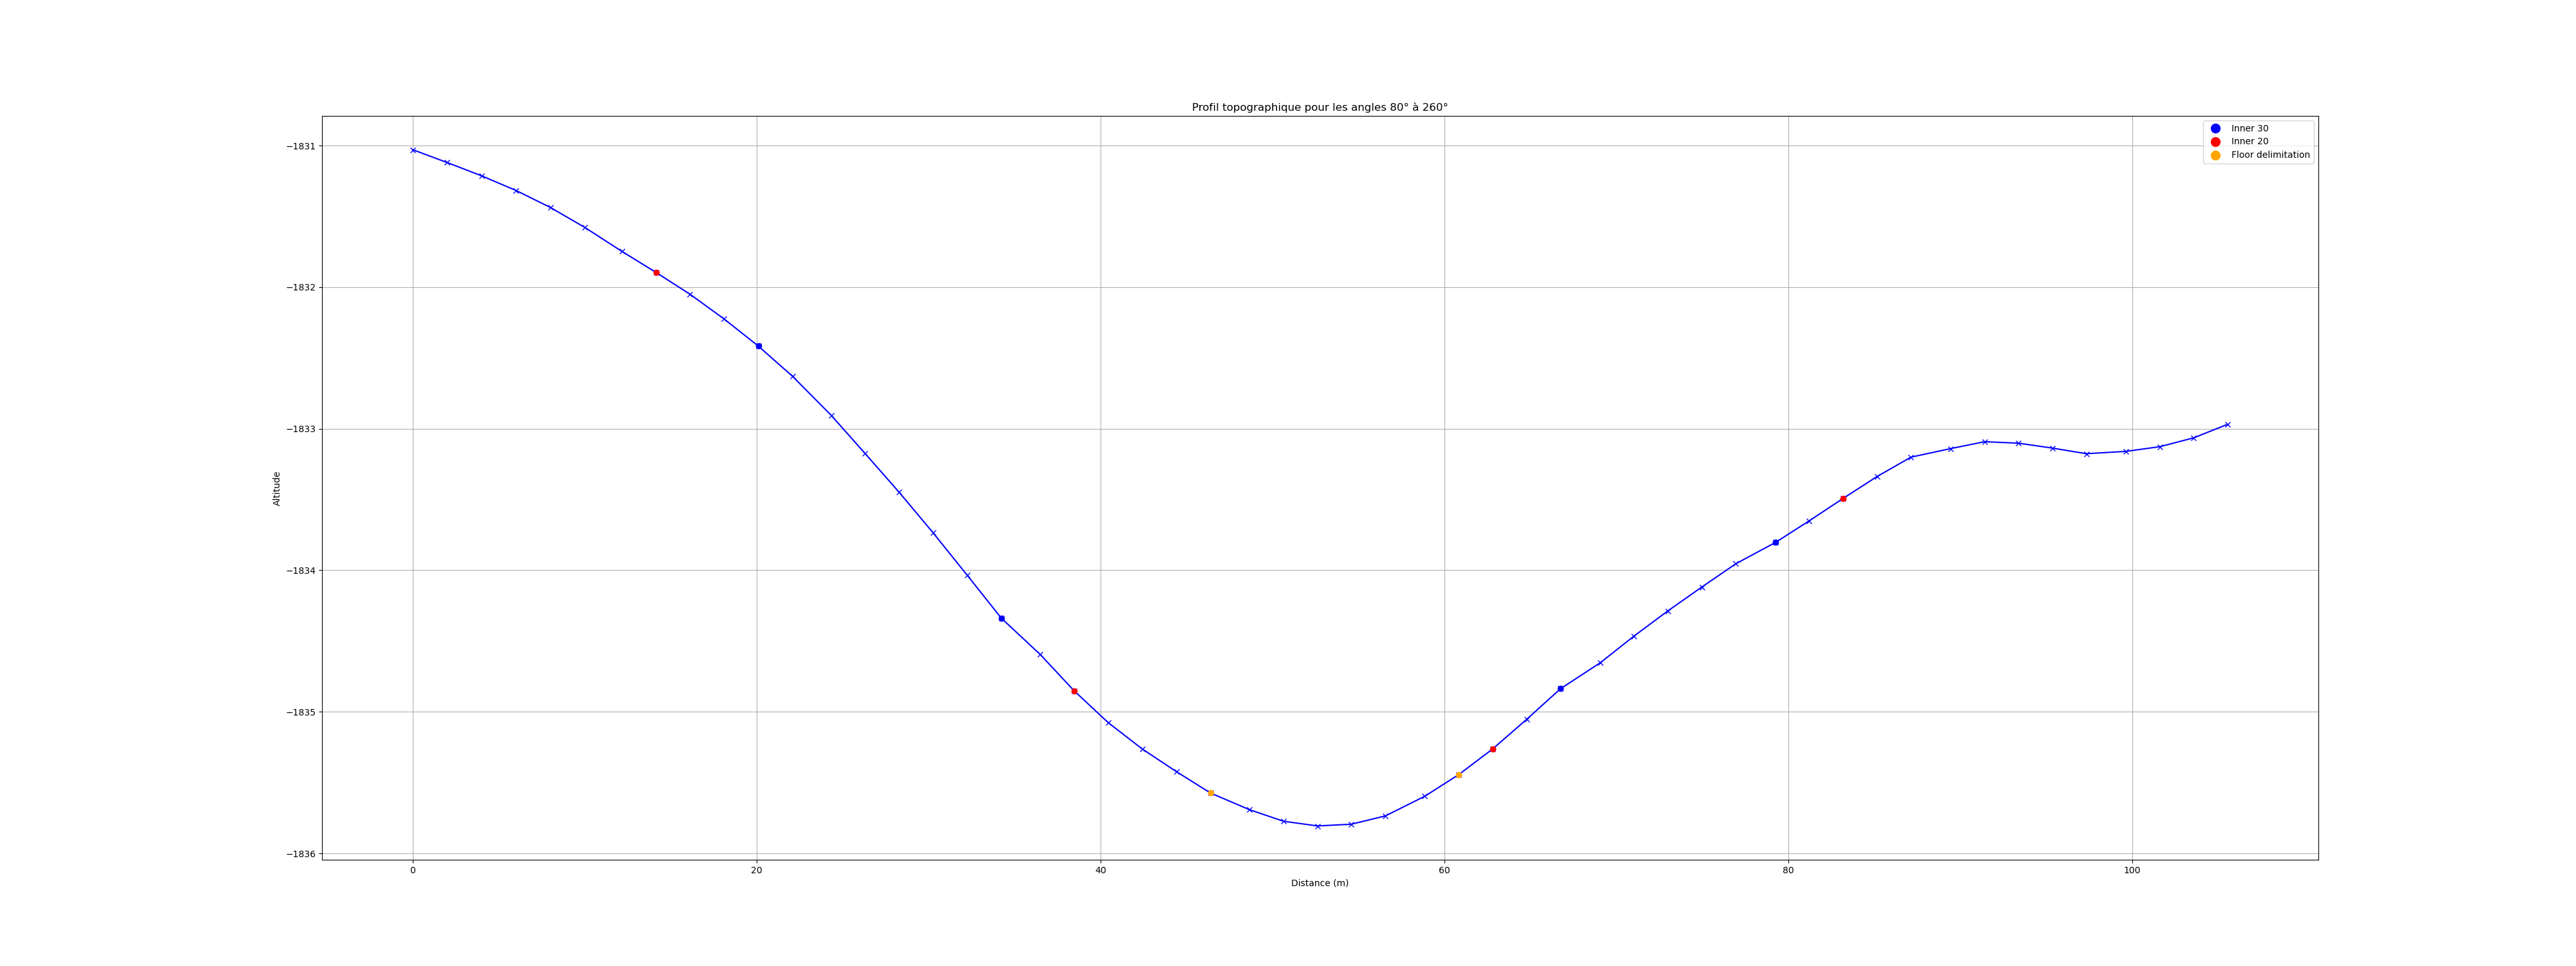 Profil topographique pour les angles 80° à 260°
Inner 30
Inner 20
Floor delimitation
−1831
−1832
−1833
−1834
−1835
−1836
Altitude
0 20 40 60 80 100
Distance (m)